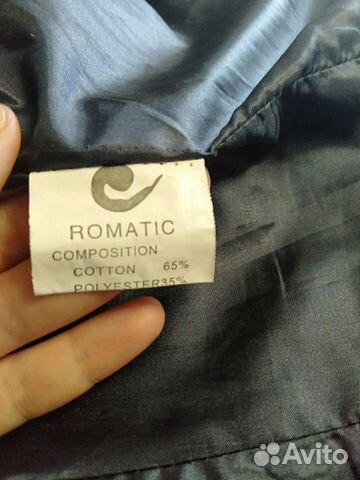 ROMATIC
COMPOSITION
COTTON 65%
POLYESTER35%
Avito